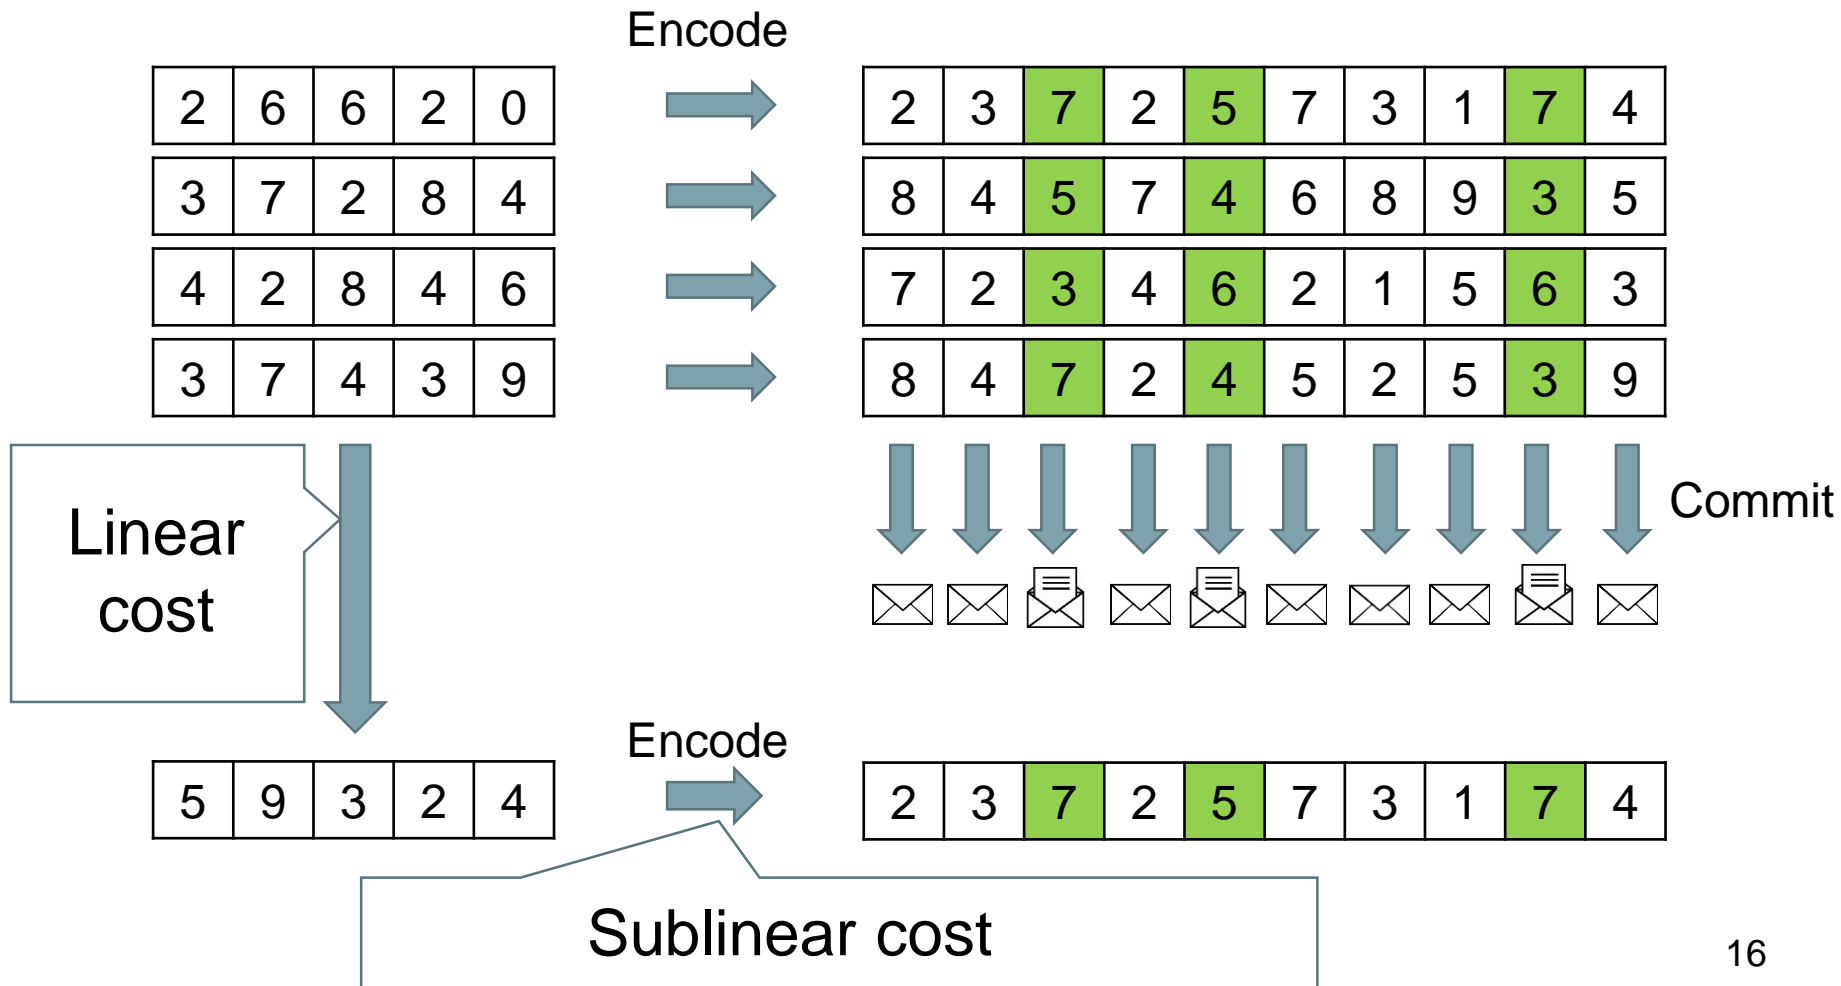 Encode
2 6 6 2 0 2 3 7 2 5 7 3 1 7 4
3 7 2 8 4 8 4 5 7 4 6 8 9 3 5
4 2 8 4 6 7 2 3 4 6 2 1 5 6 3
3 7 4 3 9 8 4 7 2 4 5 2 5 3 9
Commit
Linear
cost
Encode
5 9 3 2 4 2 3 7 2 5 7 3 1 7 4
Sublinear cost
16